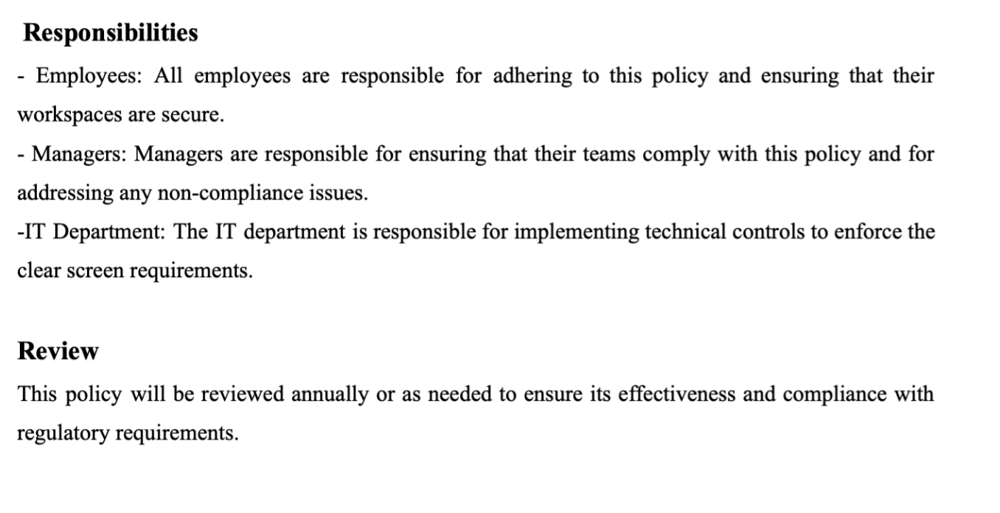 Responsibilities
- Employees: All employees are responsible for adhering to this policy and ensuring that their
workspaces are secure.
- Managers: Managers are responsible for ensuring that their teams comply with this policy and for
addressing any non-compliance issues.
-IT Department: The IT department is responsible for implementing technical controls to enforce the
clear screen requirements.
Review
This policy will be reviewed annually or as needed to ensure its effectiveness and compliance with
regulatory requirements.